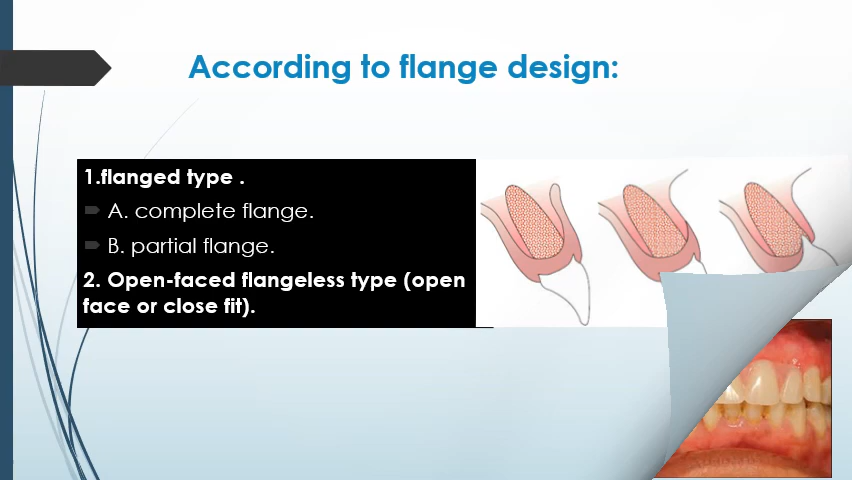 According to flange design:
1.flanged type .
A. complete flange.
B. partial flange.
2. Open-faced flangeless type (open
face or close fit).